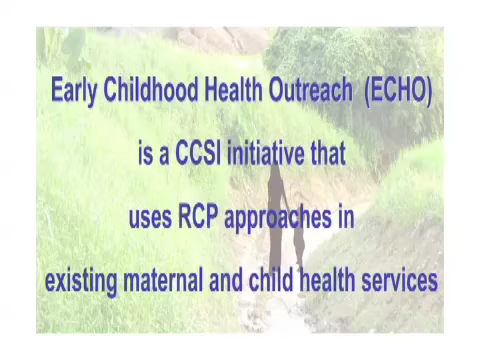 Early Childhood Health Outreach (ECHO)
is a CCSI initiative that
uses RCP approaches in
existing maternal and child health services